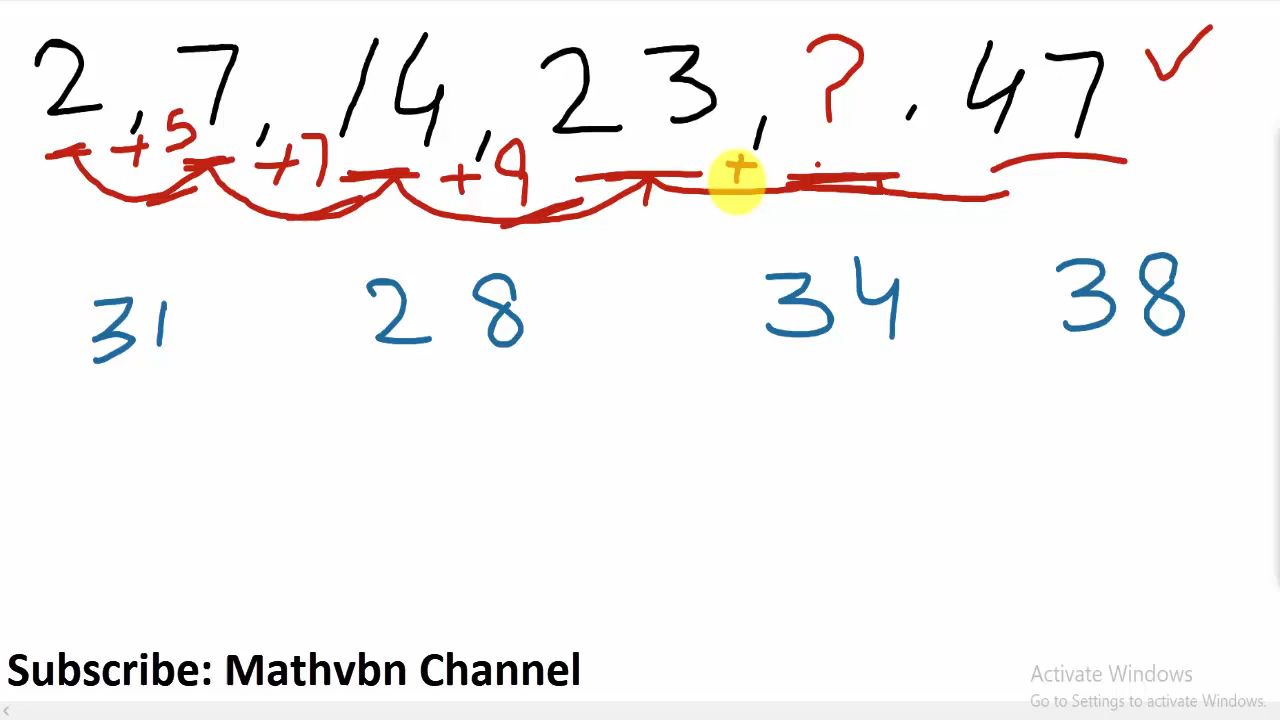 2, 7, 14, 23, ?. 47 ✓
+5 +7 +9 +
31 28 34 38
Subscribe: Mathvbn Channel
Activate Windows
Go to Settings to activate Windows.